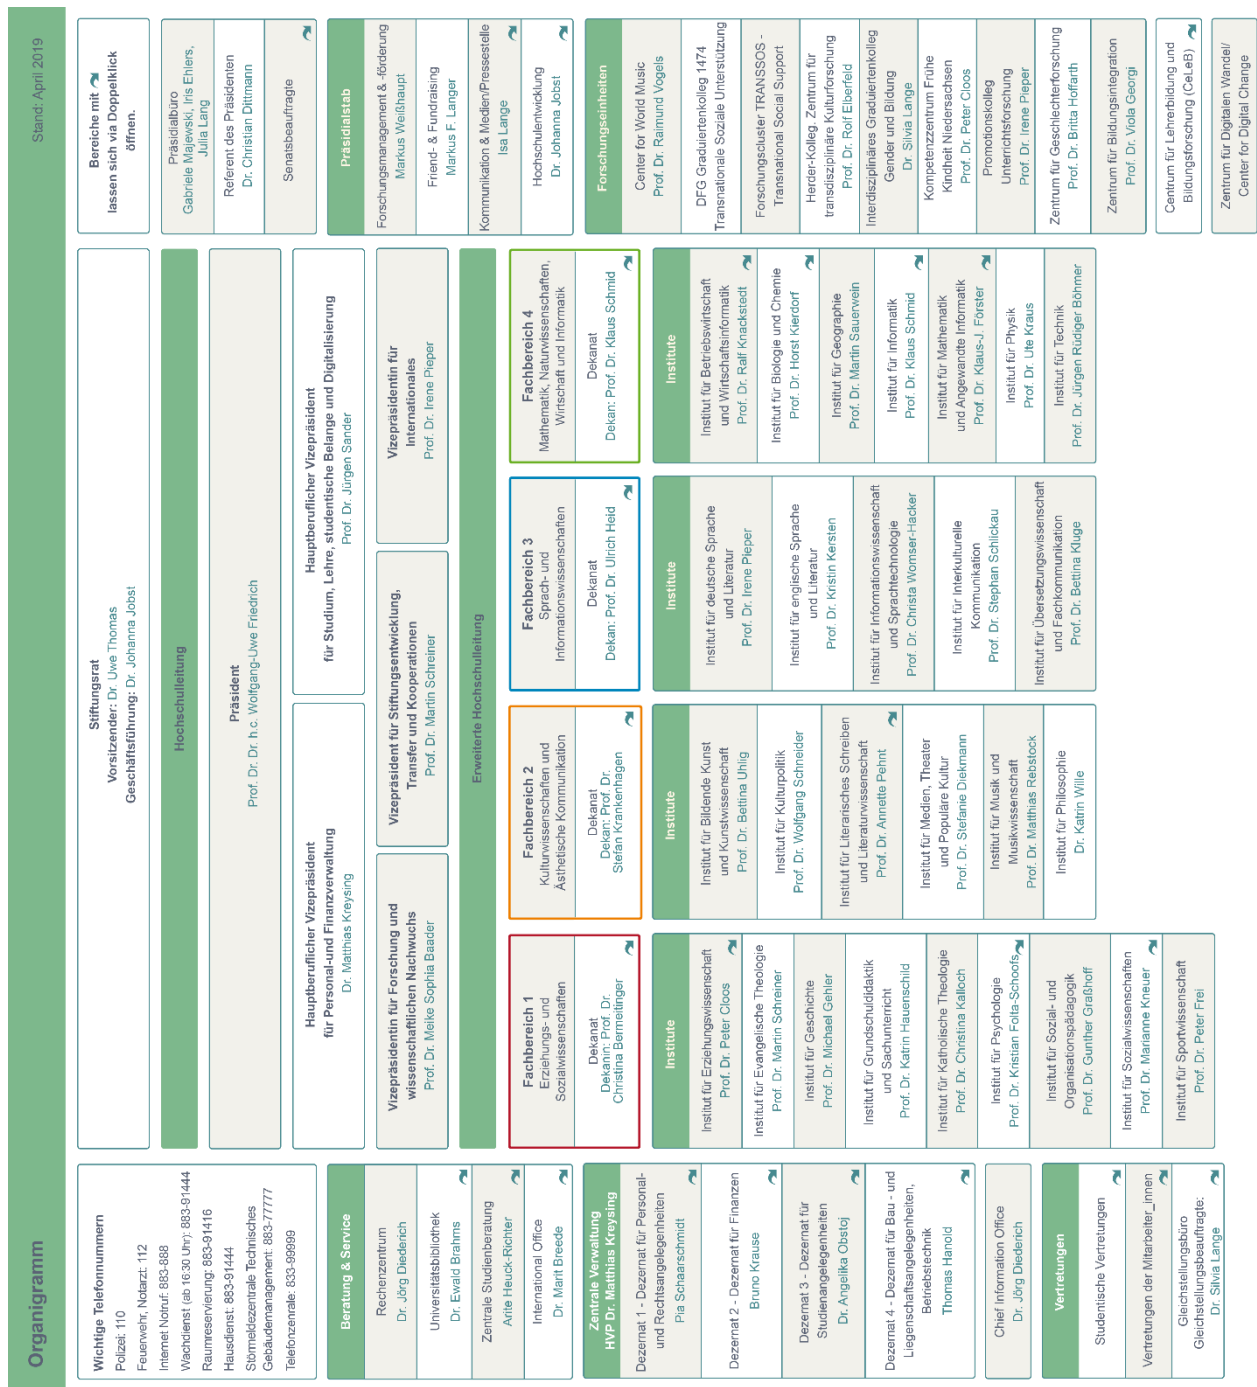 Organigramm
Stand: April 2019
Wichtige Telefonnummern
Polizei: 110
Feuerwehr, Notarzt: 112
Internet Notruf: 883-888
Wachdienst (ab 16:30 Uhr): 883-91444
Raumreservierung: 883-91416
Hausdienst: 883-91444
Störmeldezentrale Technisches
Gebäudemanagement: 883-77777
Telefonzentrale: 833-99999
Beratung & Service
Rechenzentrum
Dr. Jörg Diederich
Universitätsbibliothek
Dr. Ewald Brahms
Zentrale Studienberatung
Arite Heuck-Richter
International Office
Dr. Marit Breede
Zentrale Verwaltung
HVP Dr. Matthias Kreysing
Dezernat 1 - Dezernat für Personal-
und Rechtsangelegenheiten
Pia Schaarschmidt
Dezernat 2 - Dezernat für Finanzen
Bruno Krause
Dezernat 3 - Dezernat für
Studienangelegenheiten
Dr. Angelika Obstoj
Dezernat 4 - Dezernat für Bau - und
Liegenschaftsangelegenheiten,
Betriebstechnik
Thomas Hanold
Chief Information Office
Dr. Jörg Diederich
Vertretungen
Studentische Vertretungen
Vertretungen der Mitarbeiter_innen
Gleichstellungsbüro
Gleichstellungsbeauftragte:
Dr. Silvia Lange
Stiftungsrat
Vorsitzender: Dr. Uwe Thomas
Geschäftsführung: Dr. Johanna Jobst
Hochschulleitung
Präsident
Prof. Dr. Dr. h.c. Wolfgang-Uwe Friedrich
Hauptberuflicher Vizepräsident
für Personal-und Finanzverwaltung
Dr. Matthias Kreysing
Hauptberuflicher Vizepräsident
für Studium, Lehre, studentische Belange und Digitalisierung
Prof. Dr. Jürgen Sander
Vizepräsidentin für Forschung und
wissenschaftlichen Nachwuchs
Prof. Dr. Meike Sophia Baader
Vizepräsident für Stiftungsentwicklung,
Transfer und Kooperationen
Prof. Dr. Martin Schreiner
Vizepräsidentin für
Internationales
Prof. Dr. Irene Pieper
Erweiterte Hochschulleitung
Fachbereich 1
Erziehungs- und
Sozialwissenschaften
Dekanat
Dekanin: Prof. Dr.
Christina Bermeitinger
Institute
Institut für Erziehungswissenschaft
Prof. Dr. Peter Cloos
Institut für Evangelische Theologie
Prof. Dr. Martin Schreiner
Institut für Geschichte
Prof. Dr. Michael Gehler
Institut für Grundschuldidaktik
und Sachunterricht
Prof. Dr. Katrin Hauenschild
Institut für Katholische Theologie
Prof. Dr. Christina Kalloch
Institut für Psychologie
Prof. Dr. Kristian Folta-Schoofs
Institut für Sozial- und
Organisationspädagogik
Prof. Dr. Gunther Graßhoff
Institut für Sozialwissenschaften
Prof. Dr. Marianne Kneuer
Institut für Sportwissenschaft
Prof. Dr. Peter Frei
Fachbereich 2
Kulturwissenschaften und
Ästhetische Kommunikation
Dekanat
Dekan: Prof. Dr.
Stefan Krankenhagen
Institute
Institut für Bildende Kunst
und Kunstwissenschaft
Prof. Dr. Bettina Uhlig
Institut für Kulturpolitik
Prof. Dr. Wolfgang Schneider
Institut für Literarisches Schreiben
und Literaturwissenschaft
Prof. Dr. Annette Pehnt
Institut für Medien, Theater
und Populäre Kultur
Prof. Dr. Stefanie Diekmann
Institut für Musik und
Musikwissenschaft
Prof. Dr. Matthias Rebstock
Institut für Philosophie
Dr. Katrin Wille
Fachbereich 3
Sprach- und
Informationswissenschaften
Dekanat
Dekan: Prof. Dr. Ulrich Heid
Institute
Institut für deutsche Sprache
und Literatur
Prof. Dr. Irene Pieper
Institut für englische Sprache
und Literatur
Prof. Dr. Kristin Kersten
Institut für Informationswissenschaft
und Sprachtechnologie
Prof. Dr. Christa Womser-Hacker
Institut für Interkulturelle
Kommunikation
Prof. Dr. Stephan Schlickau
Institut für Übersetzungswissenschaft
und Fachkommunikation
Prof. Dr. Bettina Kluge
Fachbereich 4
Mathematik, Naturwissenschaften,
Wirtschaft und Informatik
Dekanat
Dekan: Prof. Dr. Klaus Schmid
Institute
Institut für Betriebswirtschaft
und Wirtschaftsinformatik
Prof. Dr. Ralf Knackstedt
Institut für Biologie und Chemie
Prof. Dr. Horst Kierdorf
Institut für Geographie
Prof. Dr. Martin Sauerwein
Institut für Informatik
Prof. Dr. Klaus Schmid
Institut für Mathematik
und Angewandte Informatik
Prof. Dr. Klaus-J. Förster
Institut für Physik
Prof. Dr. Ute Kraus
Institut für Technik
Prof. Dr. Jürgen Rüdiger Böhmer
Bereiche mit
lassen sich via Doppelklick
öffnen.
Präsidialbüro
Gabriele Majewski, Iris Ehlers,
Julia Lang
Referent des Präsidenten
Dr. Christian Dittmann
Senatsbeauftragte
Präsidialstab
Forschungsmanagement & -förderung
Markus Weißhaupt
Friend- & Fundraising
Markus F. Langer
Kommunikation & Medien/Pressestelle
Isa Lange
Hochschulentwicklung
Dr. Johanna Jobst
Forschungseinheiten
Center for World Music
Prof. Dr. Raimund Vogels
DFG Graduiertenkolleg 1474
Transnationale Soziale Unterstützung
Forschungscluster TRANSSOS -
Transnational Social Support
Herder-Kolleg, Zentrum für
transdisziplinäre Kulturforschung
Prof. Dr. Rolf Elberfeld
Interdisziplinäres Graduiertenkolleg
Gender und Bildung
Dr. Silvia Lange
Kompetenzzentrum Frühe
Kindheit Niedersachsen
Prof. Dr. Peter Cloos
Promotionskolleg
Unterrichtsforschung
Prof. Dr. Irene Pieper
Zentrum für Geschlechterforschung
Prof. Dr. Britta Hoffarth
Zentrum für Bildungsintegration
Prof. Dr. Viola Georgi
Centrum für Lehrerbildung und
Bildungsforschung (CeLeB)
Zentrum für Digitalen Wandel/
Center for Digital Change